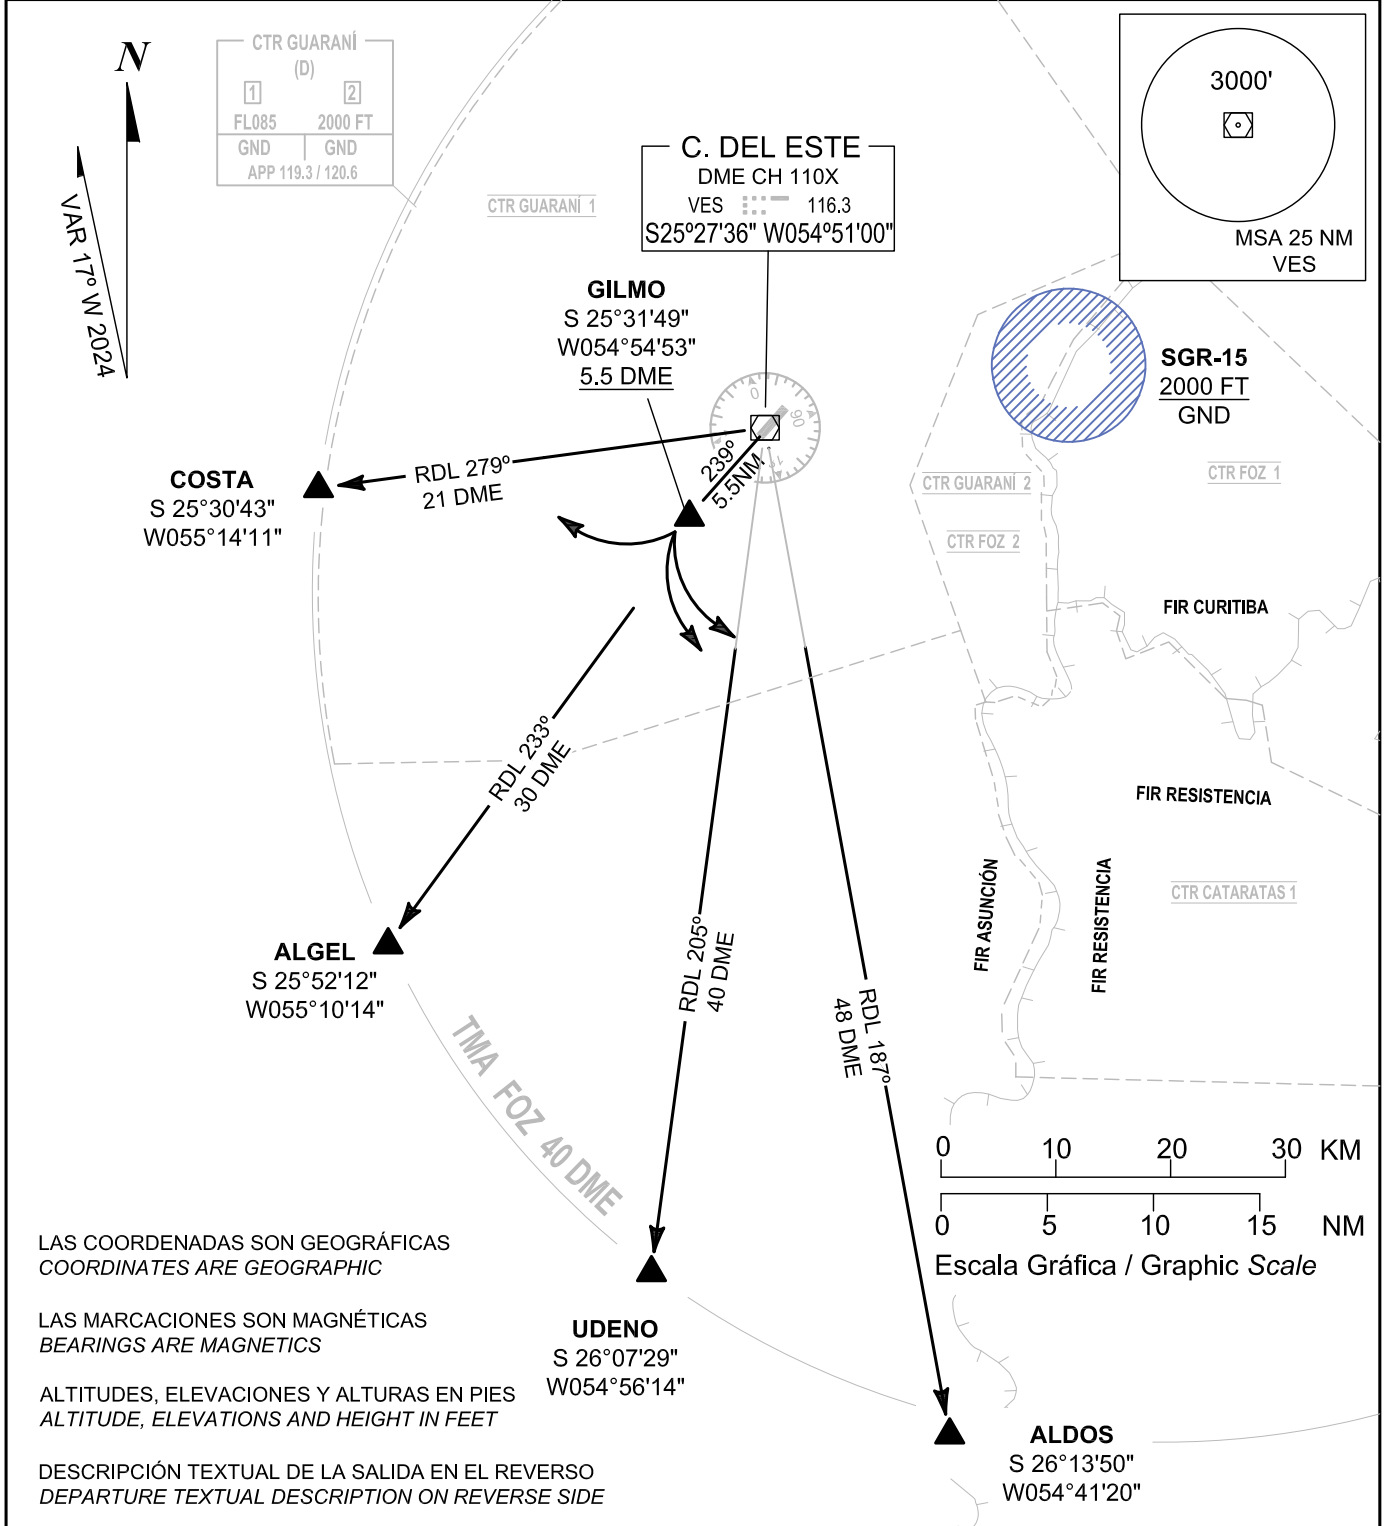 N
VAR 17º W 2024
CTR GUARANÍ
(D)
1 2
FL085 2000 FT
GND GND
APP 119.3 / 120.6
CTR GUARANÍ 1
C. DEL ESTE
DME CH 110X
VES 116.3
S25º27'36" W054º51'00"
3000'
MSA 25 NM
VES
GILMO
S 25°31'49"
W054°54'53"
5.5 DME
0
90
SGR-15
2000 FT
GND
COSTA
S 25°30'43"
W055°14'11"
RDL 279º
21 DME
239º
5.5NM
CTR GUARANÍ 2
CTR FOZ 1
CTR FOZ 2
FIR CURITIBA
RDL 233º
30 DME
FIR RESISTENCIA
FIR ASUNCIÓN
FIR RESISTENCIA
CTR CATARATAS 1
ALGEL
S 25°52'12"
W055°10'14"
RDL 205º
40 DME
RDL 187º
48 DME
TMA FOZ 40 DME
0 10 20 30 KM
0 5 10 15 NM
Escala Gráfica / Graphic Scale
LAS COORDENADAS SON GEOGRÁFICAS
COORDINATES ARE GEOGRAPHIC
LAS MARCACIONES SON MAGNÉTICAS
BEARINGS ARE MAGNETICS
ALTITUDES, ELEVACIONES Y ALTURAS EN PIES
ALTITUDE, ELEVATIONS AND HEIGHT IN FEET
DESCRIPCIÓN TEXTUAL DE LA SALIDA EN EL REVERSO
DEPARTURE TEXTUAL DESCRIPTION ON REVERSE SIDE
UDENO
S 26°07'29"
W054°56'14"
ALDOS
S 26°13'50"
W054°41'20"